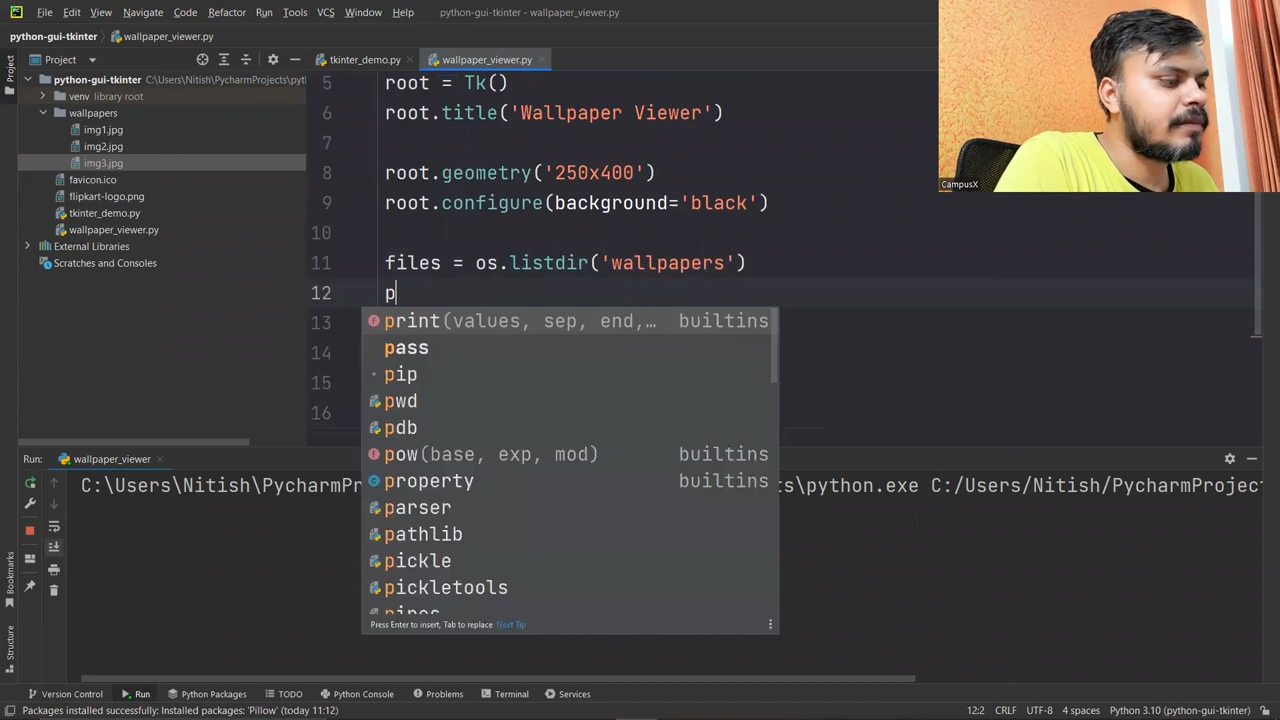 File Edit View Navigate Code Refactor Run Tools VCS Window Help python-gui-tkinter - wallpaper_viewer.py
python-gui-tkinter wallpaper_viewer.py
Project
Project
tkinter_demo.py
wallpaper_viewer.py
python-gui-tkinter C:\Users\Nitish\PycharmProjects\pyth
venv library root
wallpapers
img1.jpg
img2.jpg
img3.jpg
favicon.ico
flipkart-logo.png
tkinter_demo.py
wallpaper_viewer.py
External Libraries
Scratches and Consoles
5 root = Tk()
6 root.title('Wallpaper Viewer')
7
8 root.geometry('250x400')
9 root.configure(background='black')
10
11 files = os.listdir('wallpapers')
12 p
13
14
15
16
print(values, sep, end,… builtins
pass
pip
pwd
pdb
pow(base, exp, mod) builtins
property builtins
parser
pathlib
pickle
pickletools
pipes
Press Enter to insert, Tab to replace Next Tip
CampusX
Run: wallpaper_viewer
C:\Users\Nitish\PycharmPr
ts\python.exe C:/Users/Nitish/PycharmProject
Bookmarks
Structure
Version Control Run Python Packages TODO Python Console Problems Terminal Services
Packages installed successfully: Installed packages: 'Pillow' (today 11:12) 12:2 CRLF UTF-8 4 spaces Python 3.10 (python-gui-tkinter)